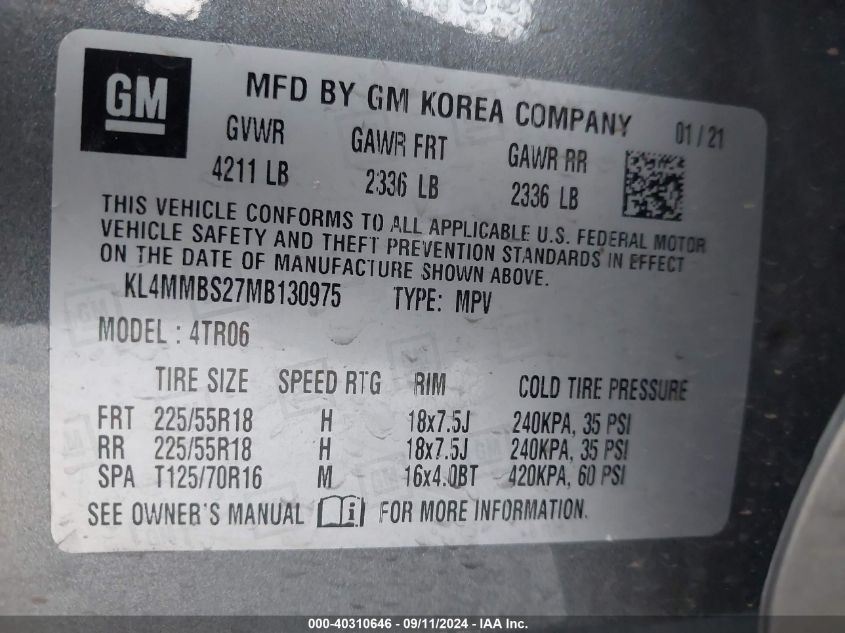 GM
MFD BY GM KOREA COMPANY 01 / 21
GVWR GAWR FRT GAWR RR
4211 LB 2336 LB 2336 LB
THIS VEHICLE CONFORMS TO ALL APPLICABLE U.S. FEDERAL MOTOR
VEHICLE SAFETY AND THEFT PREVENTION STANDARDS IN EFFECT
ON THE DATE OF MANUFACTURE SHOWN ABOVE.
KL4MMBS27MB130975 TYPE: MPV
MODEL : 4TR06
TIRE SIZE SPEED RTG RIM COLD TIRE PRESSURE
FRT 225/55R18 H 18x7.5J 240KPA, 35 PSI
RR 225/55R18 H 18x7.5J 240KPA, 35 PSI
SPA T125/70R16 M 16x4.0BT 420KPA, 60 PSI
SEE OWNER'S MANUAL i FOR MORE INFORMATION.
000-40310646 - 09/11/2024 - IAA, Inc.